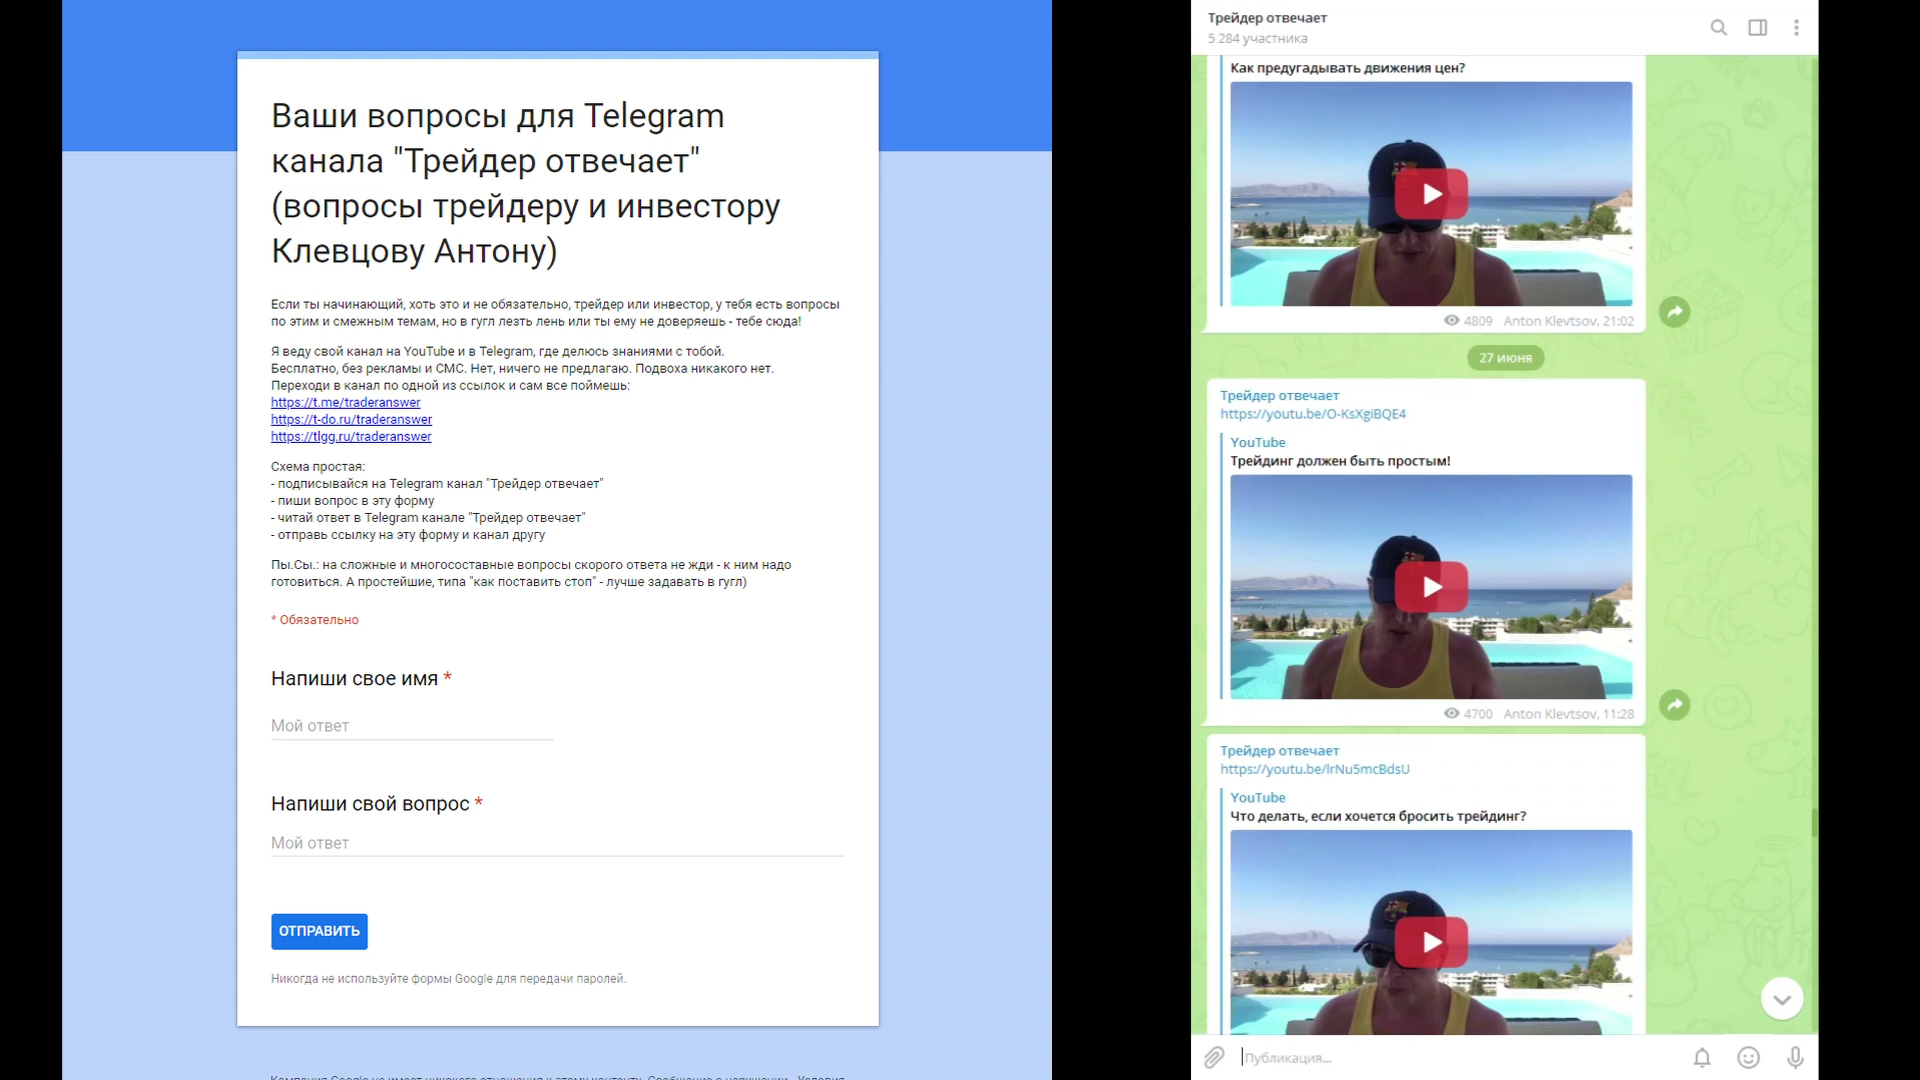 Ваши вопросы для Telegram
канала "Трейдер отвечает"
(вопросы трейдеру и инвестору
Клевцову Антону)
Если ты начинающий, хоть это и не обязательно, трейдер или инвестор, у тебя есть вопросы
по этим и смежным темам, но в гугл лезть лень или ты ему не доверяешь - тебе сюда!
Я веду свой канал на YouTube и в Telegram, где делюсь знаниями с тобой.
Бесплатно, без рекламы и СМС. Нет, ничего не предлагаю. Подвоха никакого нет.
Переходи в канал по одной из ссылок и сам все поймешь:
https://t.me/traderanswer
https://t-do.ru/traderanswer
https://tlgg.ru/traderanswer
Схема простая:
- подписывайся на Telegram канал "Трейдер отвечает"
- пиши вопрос в эту форму
- читай ответ в Telegram канале "Трейдер отвечает"
- отправь ссылку на эту форму и канал другу
Пы.Сы.: на сложные и многосоставные вопросы скорого ответа не жди - к ним надо
готовиться. А простейшие, типа "как поставить стоп" - лучше задавать в гугл)
* Обязательно
Напиши свое имя *
Мой ответ
Напиши свой вопрос *
Мой ответ
ОТПРАВИТЬ
Никогда не используйте формы Google для передачи паролей.
Трейдер отвечает
5 284 участника
Как предугадывать движения цен?
4809 Anton Klevtsov, 21:02
27 июня
Трейдер отвечает
https://youtu.be/O-KsXgiBQE4
YouTube
Трейдинг должен быть простым!
4700 Anton Klevtsov, 11:28
Трейдер отвечает
https://youtu.be/lrNu5mcBdsU
YouTube
Что делать, если хочется бросить трейдинг?
Публикация...